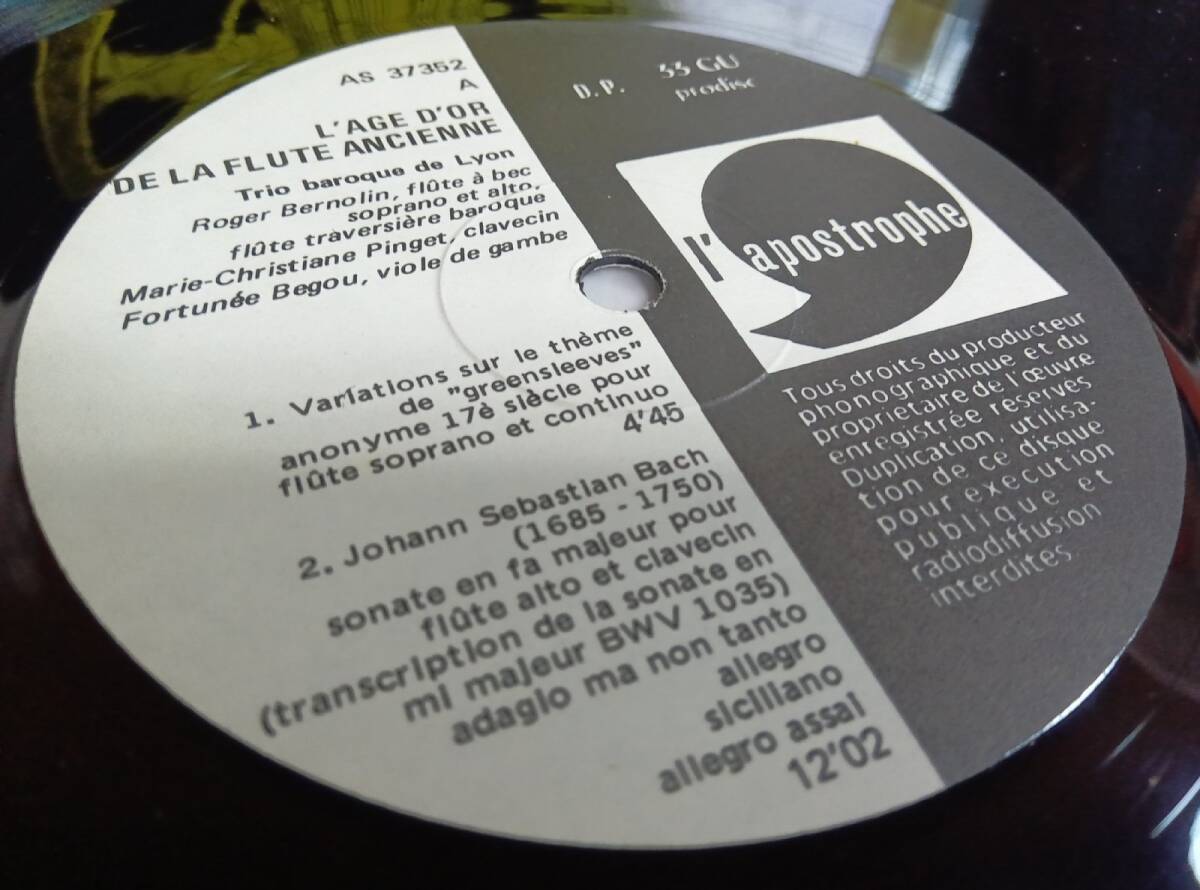 AS 37352
A
L'AGE D'OR
DE LA FLUTE ANCIENNE
Trio baroque de Lyon
Roger Bernolin, flûte à bec
soprano et alto,
flûte traversière baroque
Marie-Christiane Pinget, clavecin
Fortunée Begou, viole de gambe
1. Variations sur le thème
de "greensleeves"
anonyme 17è siècle pour
flûte soprano et continuo
4'45
2. Johann Sebastian Bach
(1685 - 1750)
sonate en fa majeur pour
flûte alto et clavecin
(transcription de la sonate en
mi majeur BWV 1035)
adagio ma non tanto
allegro
siciliano
allegro assai
12'02
D.P. 33 GU
prodisc
l'apostrophe
Tous droits du producteur
phonographique et du
proprietaire de l'œuvre
enregistrée reservés
Duplication, utilisa-
tion de ce disque
pour execution
publique et
radiodiffusion
interdites.